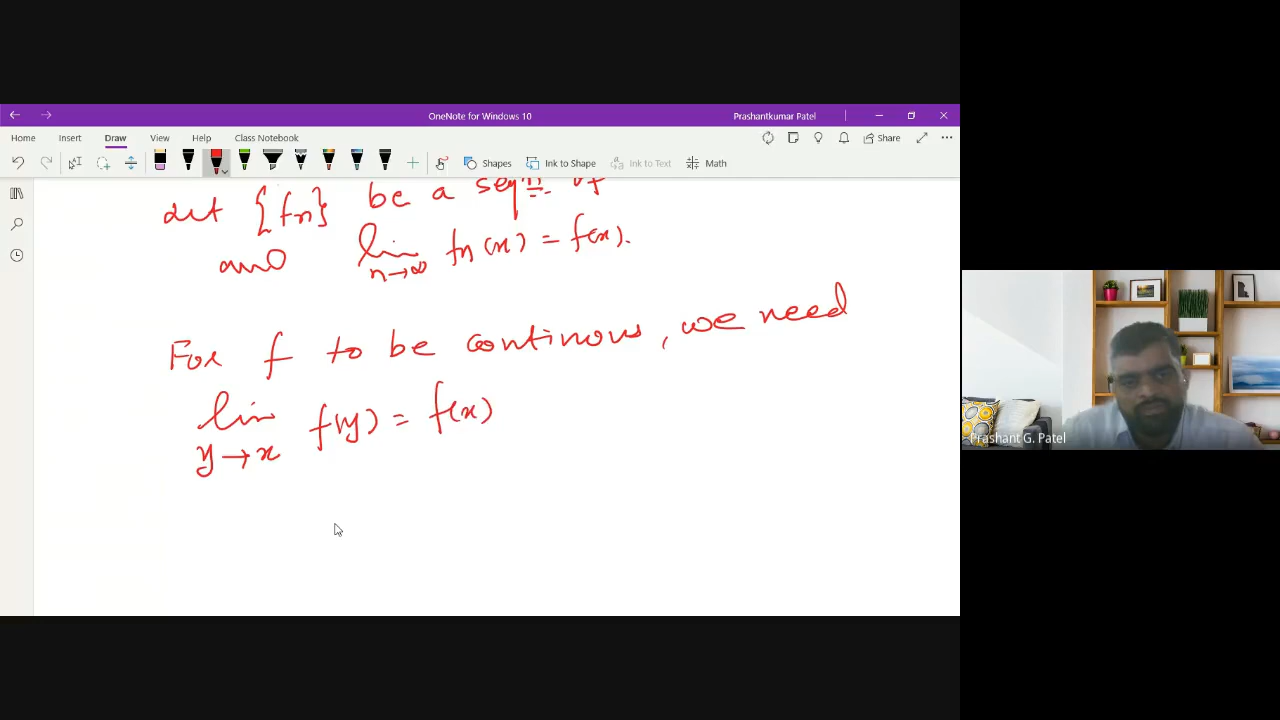 OneNote for Windows 10
Prashantkumar Patel
Home Insert Draw View Help Class Notebook
Share
Shapes Ink to Shape Ink to Text Math
Let {fn} be a seqn of
and lim n→∞ fn(x) = f(x).
For f to be continous, we need
lim y→x f(y) = f(x)
Prashant G. Patel